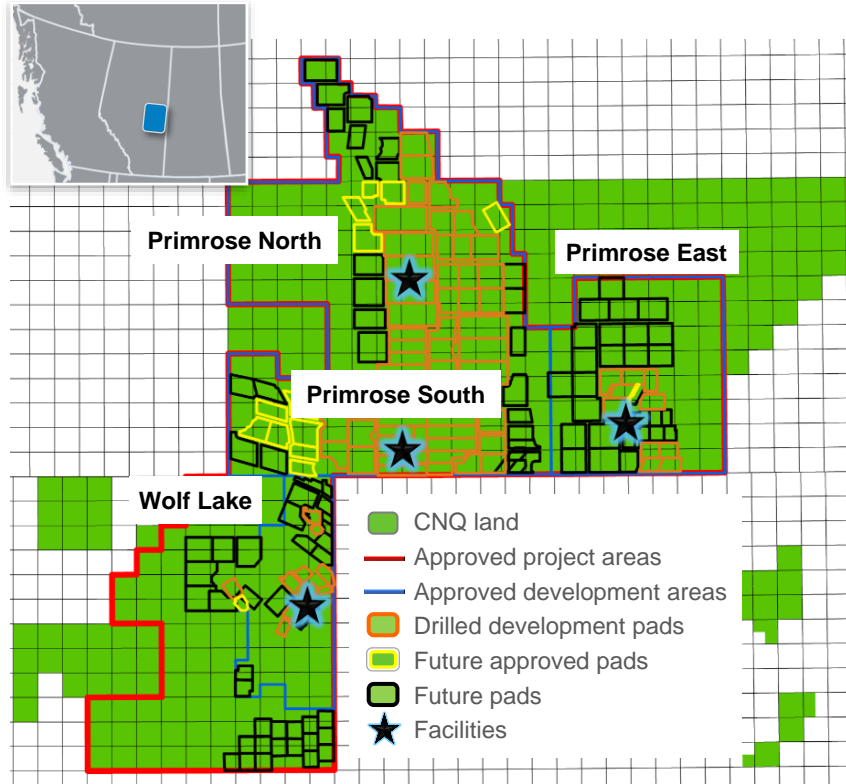 Primrose North
Primrose East
Primrose South
Wolf Lake
CNQ land
Approved project areas
Approved development areas
Drilled development pads
Future approved pads
Future pads
Facilities